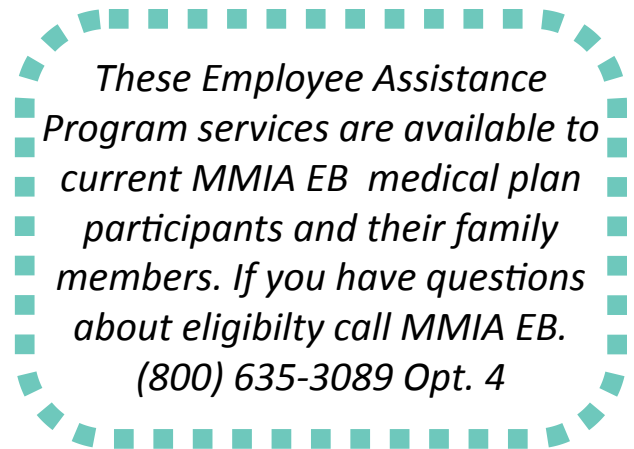 These Employee Assistance
Program services are available to
current MMIA EB  medical plan
participants and their family
members. If you have questions
about eligibilty call MMIA EB.
(800) 635-3089 Opt. 4